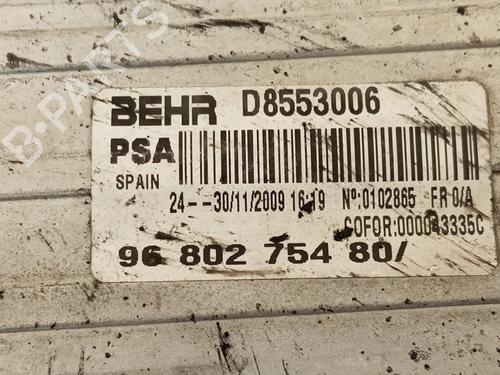 BEHR D8553006
PSA
SPAIN
24 - -30/11/2009 16:19 Nº:0102865 FR 0/A
COFOR:000043335C
96 802 754 80/
B-PARTS